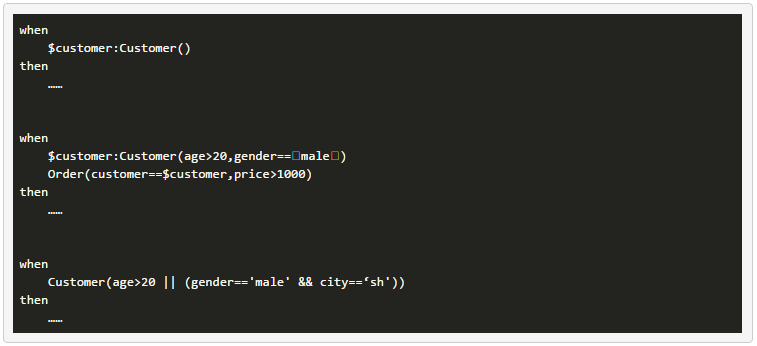 when
$customer:Customer()
then
……
when
$customer:Customer(age>20,gender==□male□)
Order(customer==$customer,price>1000)
then
……
when
Customer(age>20 || (gender=='male' && city==‘sh'))
then
……